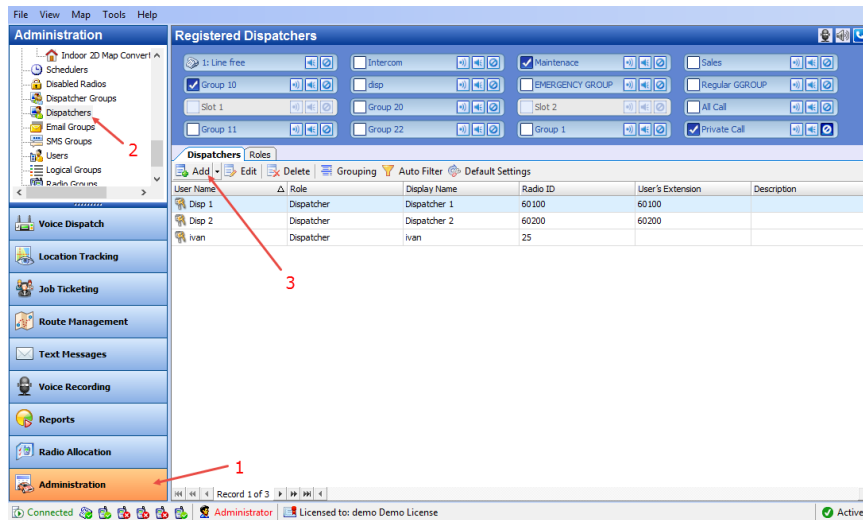 File View Map Tools Help
Administration
Registered Dispatchers
Indoor 2D Map Convert
Schedulers
Disabled Radios
Dispatcher Groups
Dispatchers
Email Groups
SMS Groups
Users
Logical Groups
Radio Groups
2
1: Line free
Intercom
Maintenace
Sales
Group 10
disp
EMERGENCY GROUP
Regular GGROUP
Slot 1
Group 20
Slot 2
All Call
Group 11
Group 22
Group 1
Private Call
Dispatchers Roles
Add Edit Delete Grouping Auto Filter Default Settings
User Name Role Display Name Radio ID User's Extension Description
Disp 1 Dispatcher Dispatcher 1 60100 60100
Disp 2 Dispatcher Dispatcher 2 60200 60200
ivan Dispatcher ivan 25
3
Voice Dispatch
Location Tracking
Job Ticketing
Route Management
Text Messages
Voice Recording
Reports
Radio Allocation
Administration
1
Record 1 of 3
Connected Administrator Licensed to: demo Demo License Active